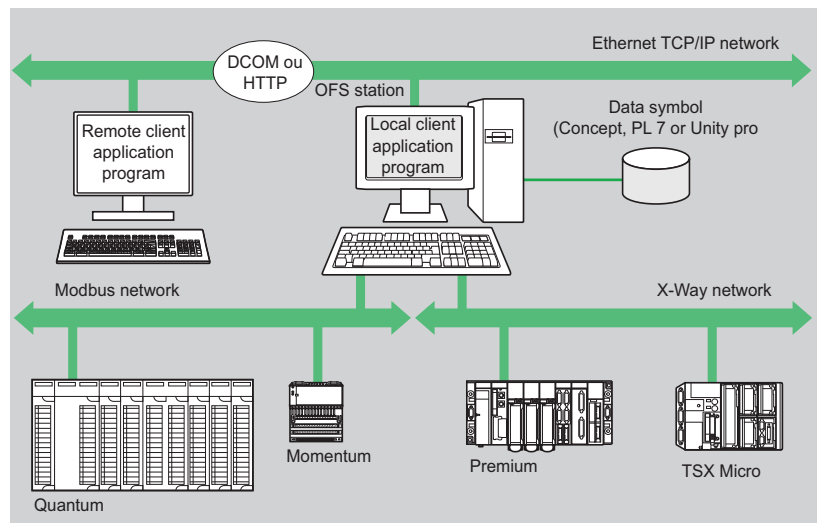 Ethernet TCP/IP network
DCOM ou
HTTP
OFS station
Data symbol
(Concept, PL 7 or Unity pro
Remote client
application
program
Local client
application
program
Modbus network
X-Way network
Momentum
Premium
TSX Micro
Quantum